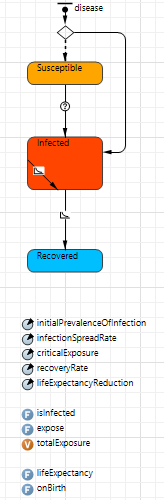 disease
Susceptible
?
Infected
Recovered
initialPrevalenceOfInfection
infectionSpreadRate
criticalExposure
recoveryRate
lifeExpectancyReduction
F isInfected
F expose
V totalExposure
F lifeExpectancy
F onBirth